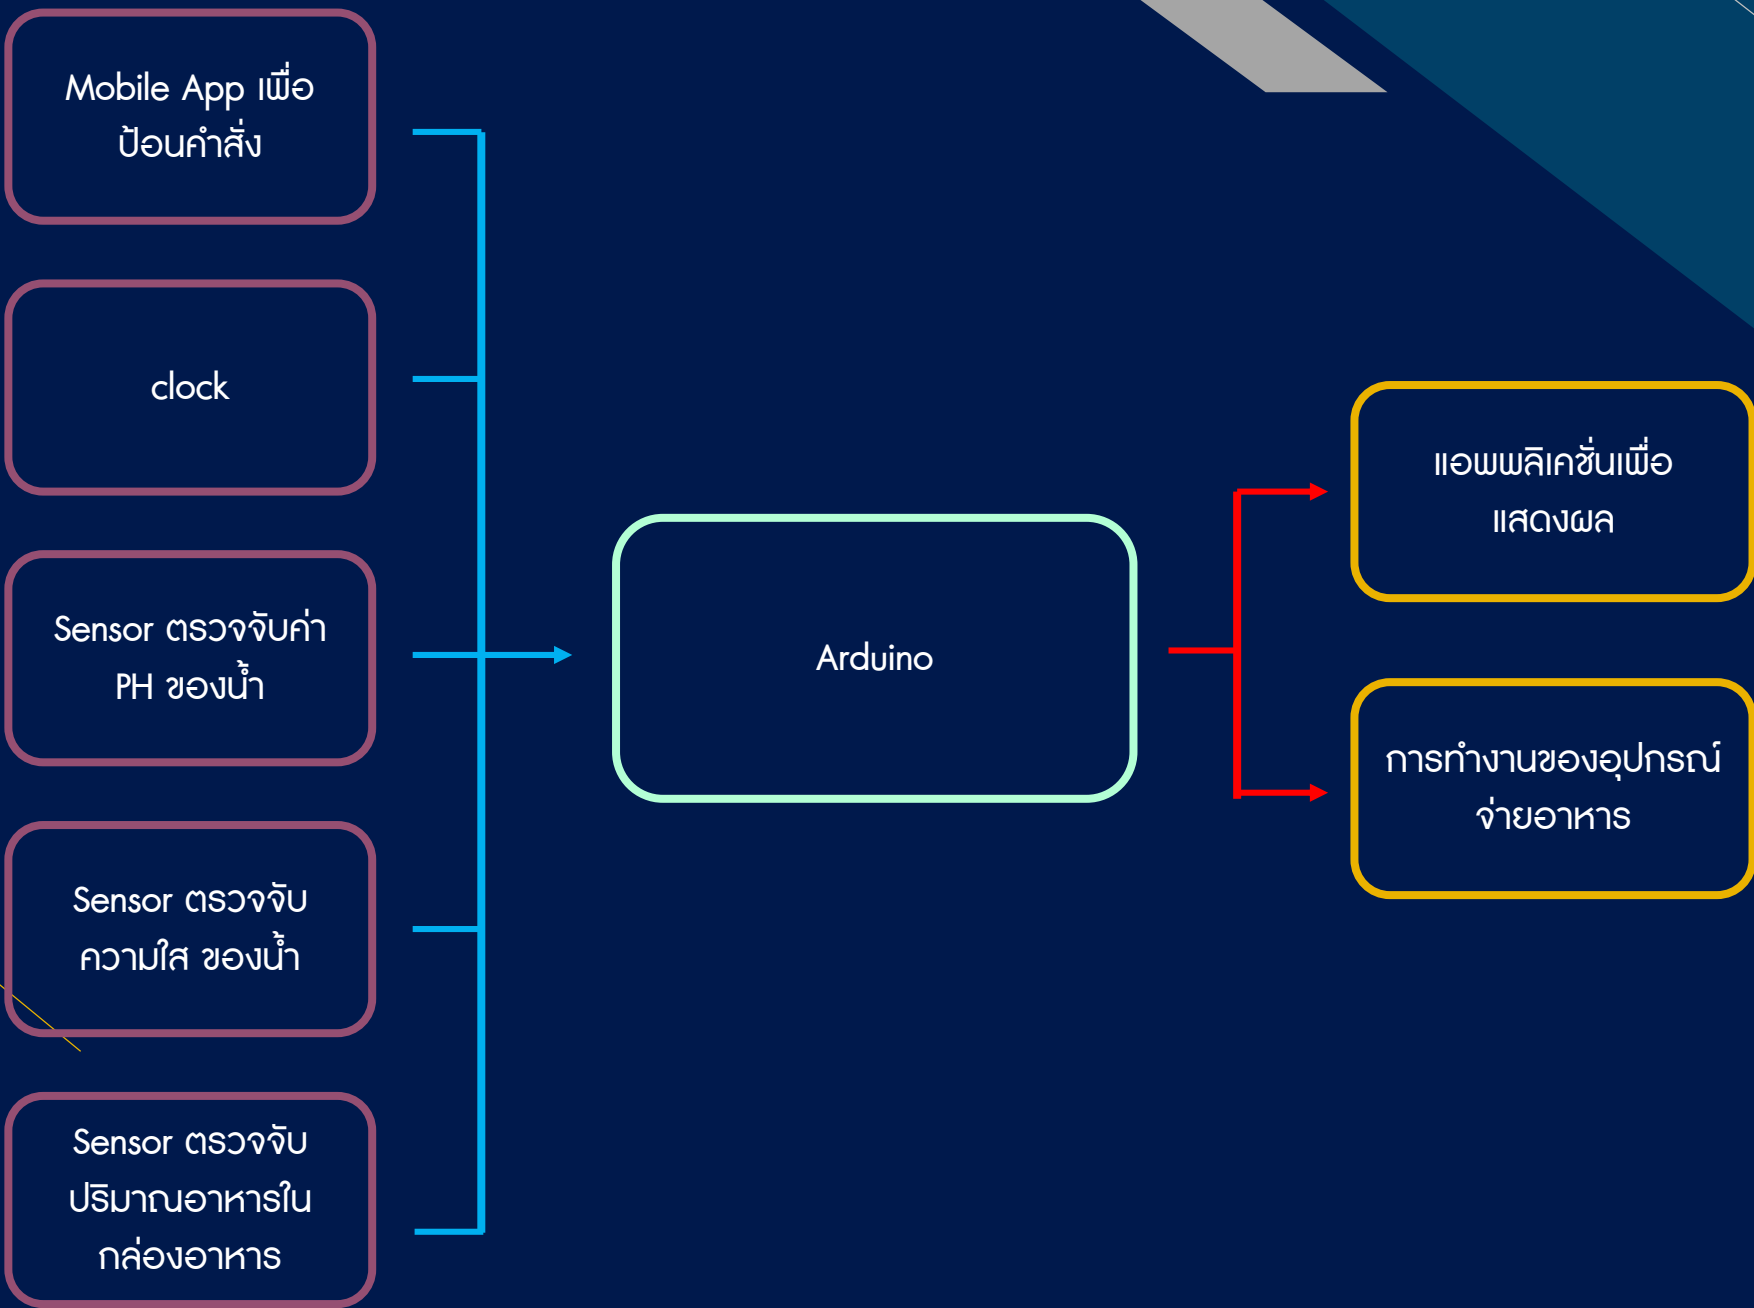 Mobile App เพื่อ
ป้อนคำสั่ง
clock
Sensor ตรวจจับค่า
PH ของน้ำ
Sensor ตรวจจับ
ความใส ของน้ำ
Sensor ตรวจจับ
ปริมาณอาหารใน
กล่องอาหาร
Arduino
แอพพลิเคชั่นเพื่อ
แสดงผล
การทำงานของอุปกรณ์
จ่ายอาหาร